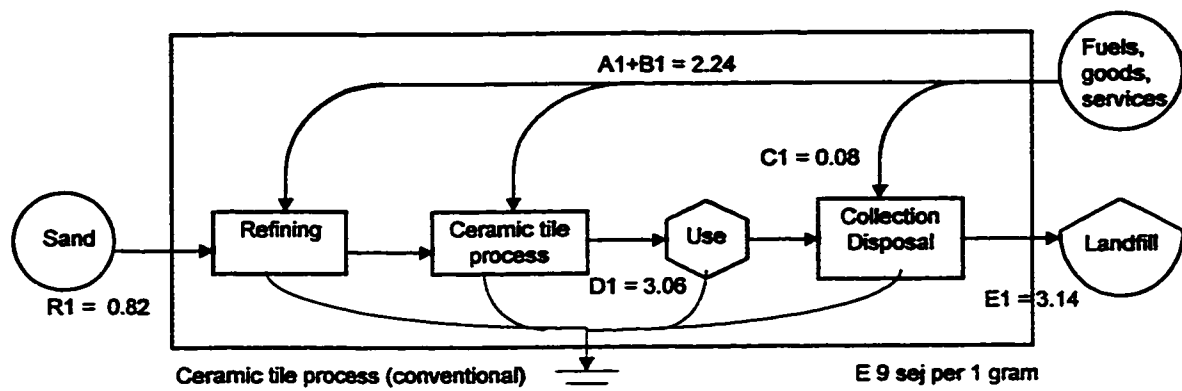 Fuels,
goods,
services
A1+B1 = 2.24
C1 = 0.08
Sand
Refining
Ceramic tile
process
Use
Collection
Disposal
Landfill
R1 = 0.82
D1 = 3.06
E1 = 3.14
Ceramic tile process (conventional)
E 9 sej per 1 gram